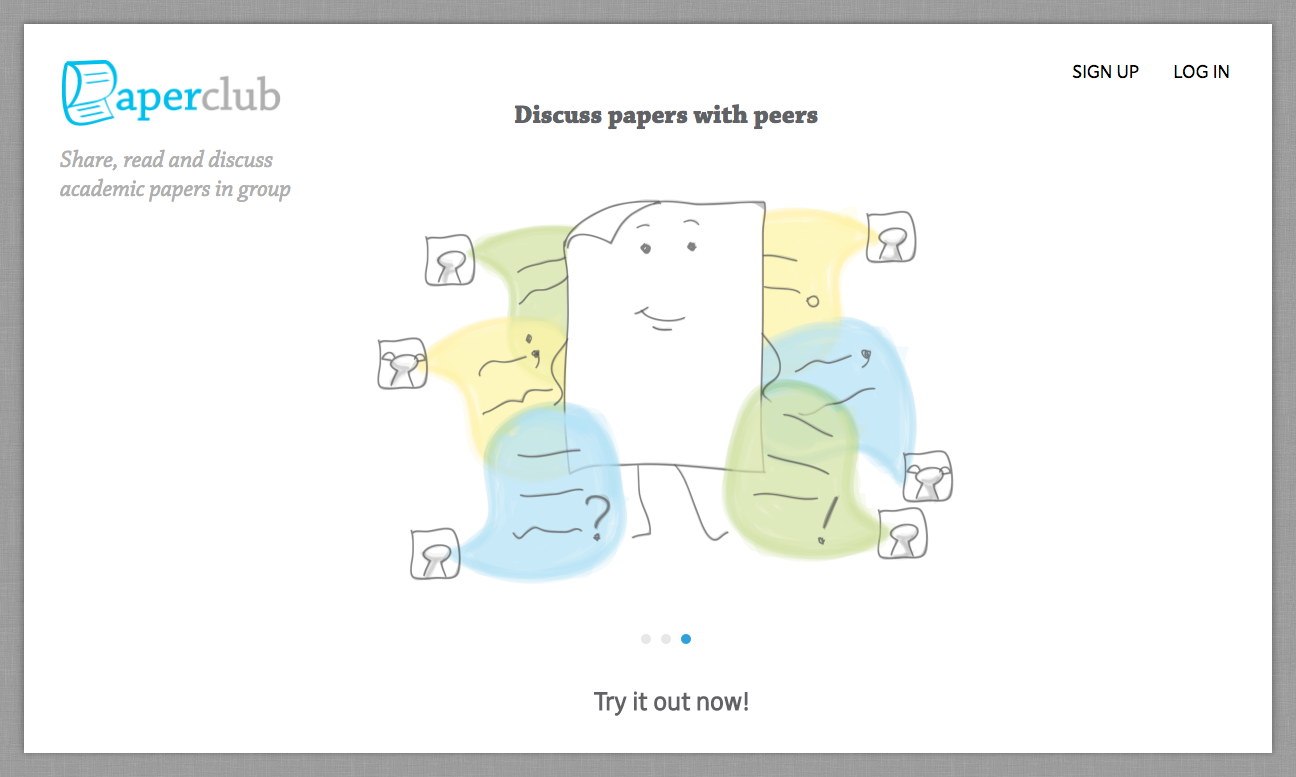 Paperclub
SIGN UP
LOG IN
Discuss papers with peers
Share, read and discuss
academic papers in group
?
!
Try it out now!